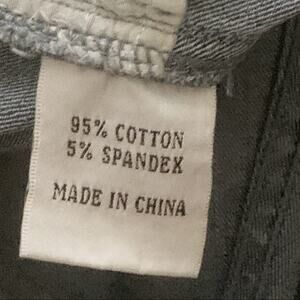 95% COTTON
5% SPANDEX
MADE IN CHINA